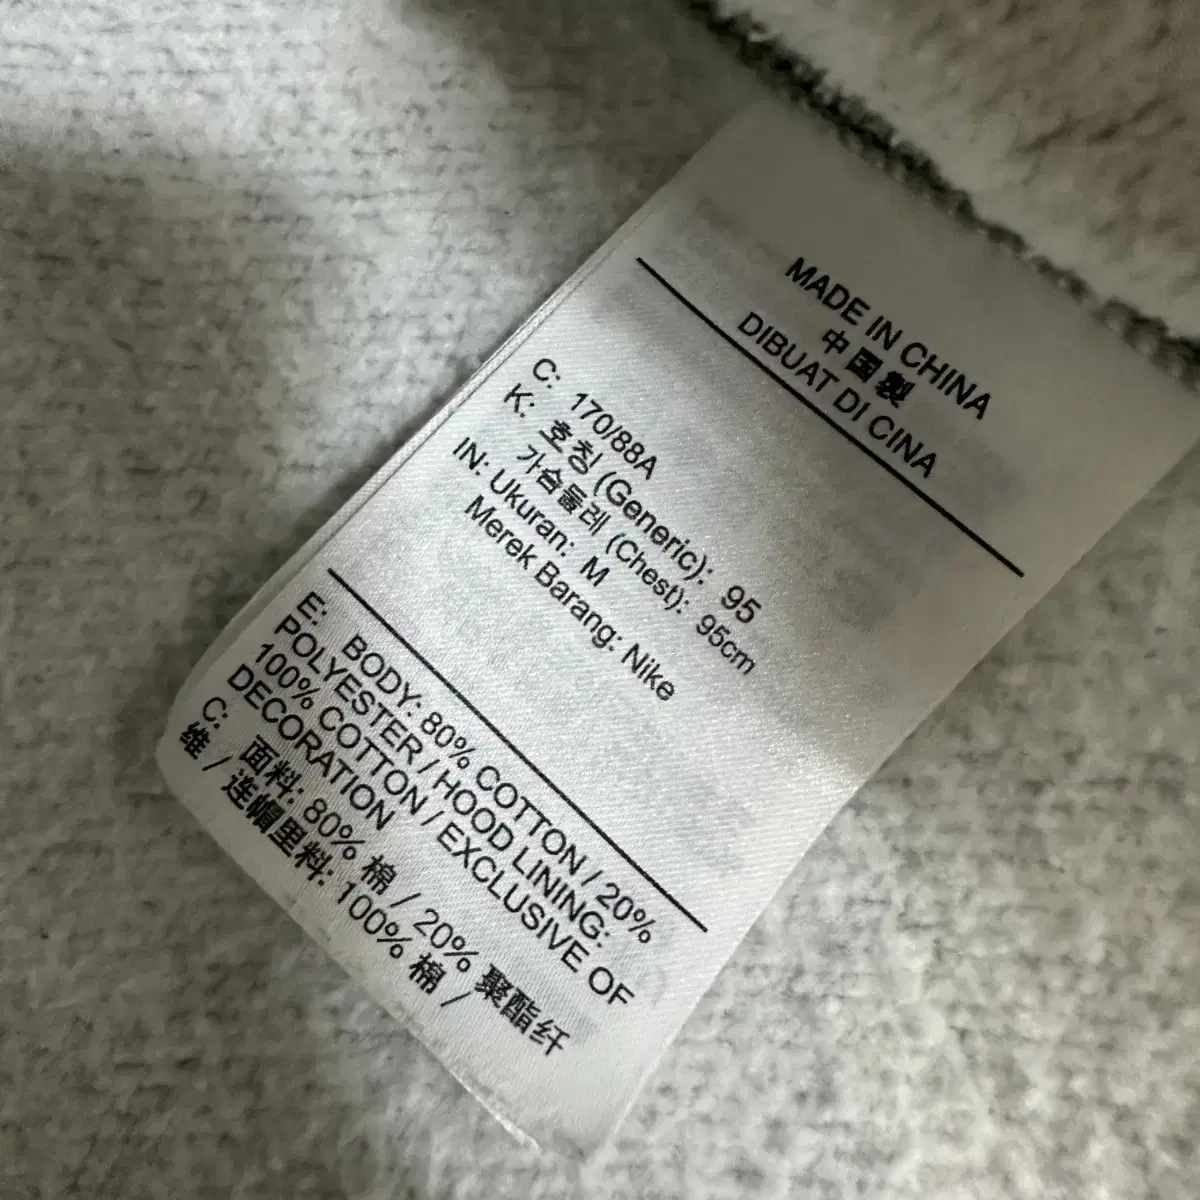 MADE IN CHINA
中国製
DIBUAT DI CINA
C: 170/88A
K: 호칭 (Generic): 95
가슴둘레 (Chest): 95cm
IN: Ukuran: M
Merek Barang: Nike
E: BODY: 80% COTTON / 20%
POLYESTER / HOOD LINING:
100% COTTON / EXCLUSIVE OF
DECORATION
C: 面料: 80% 棉 / 20% 聚酯纤
维 / 连帽里料: 100% 棉 /